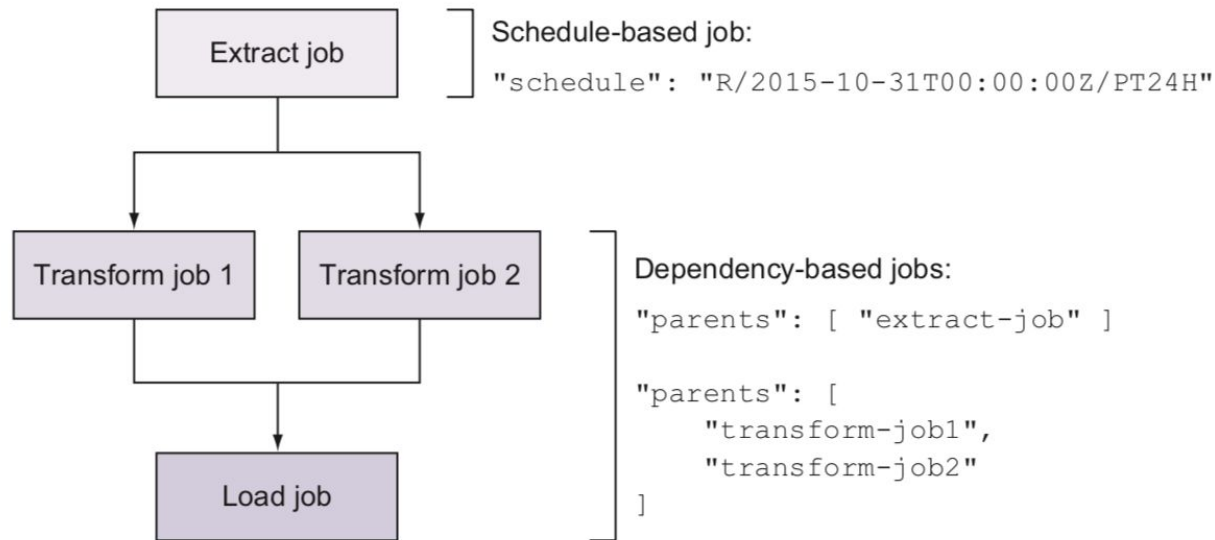 Extract job
Schedule-based job:
"schedule": "R/2015-10-31T00:00:00Z/PT24H"
Transform job 1
Transform job 2
Dependency-based jobs:
"parents": [ "extract-job" ]
"parents": [
"transform-job1",
"transform-job2"
]
Load job